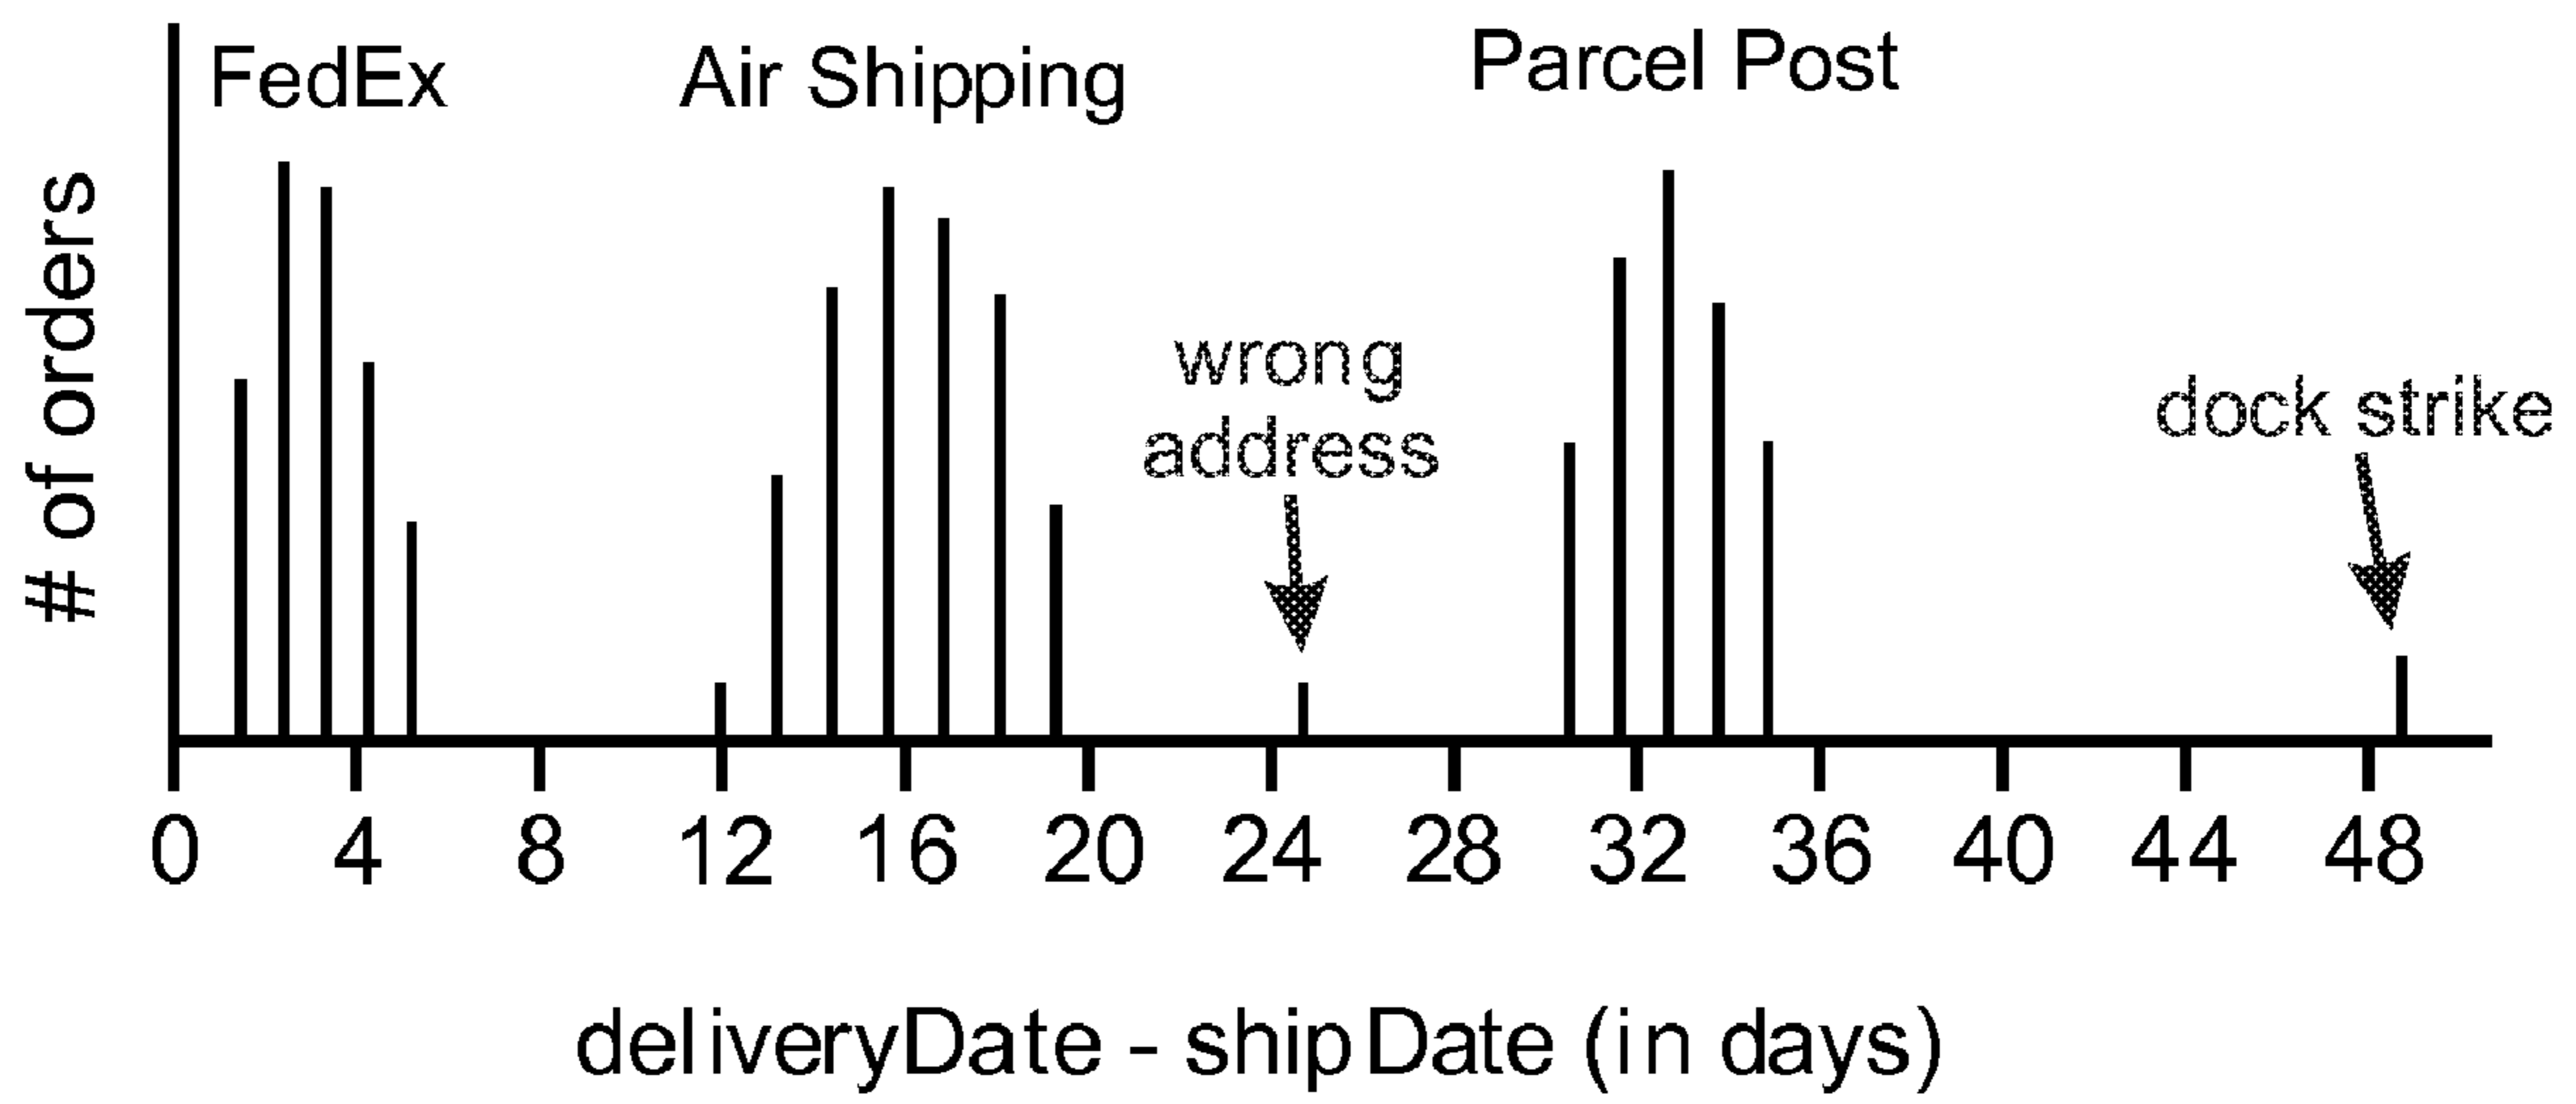 FedEx
Air Shipping
Parcel Post
# of orders
wrong
address
dock strike
0 4 8 12 16 20 24 28 32 36 40 44 48
deliveryDate - shipDate (in days)